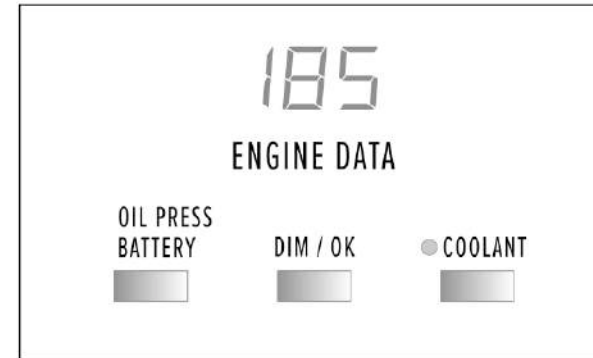 185
ENGINE DATA
OIL PRESS
BATTERY
DIM / OK
COOLANT